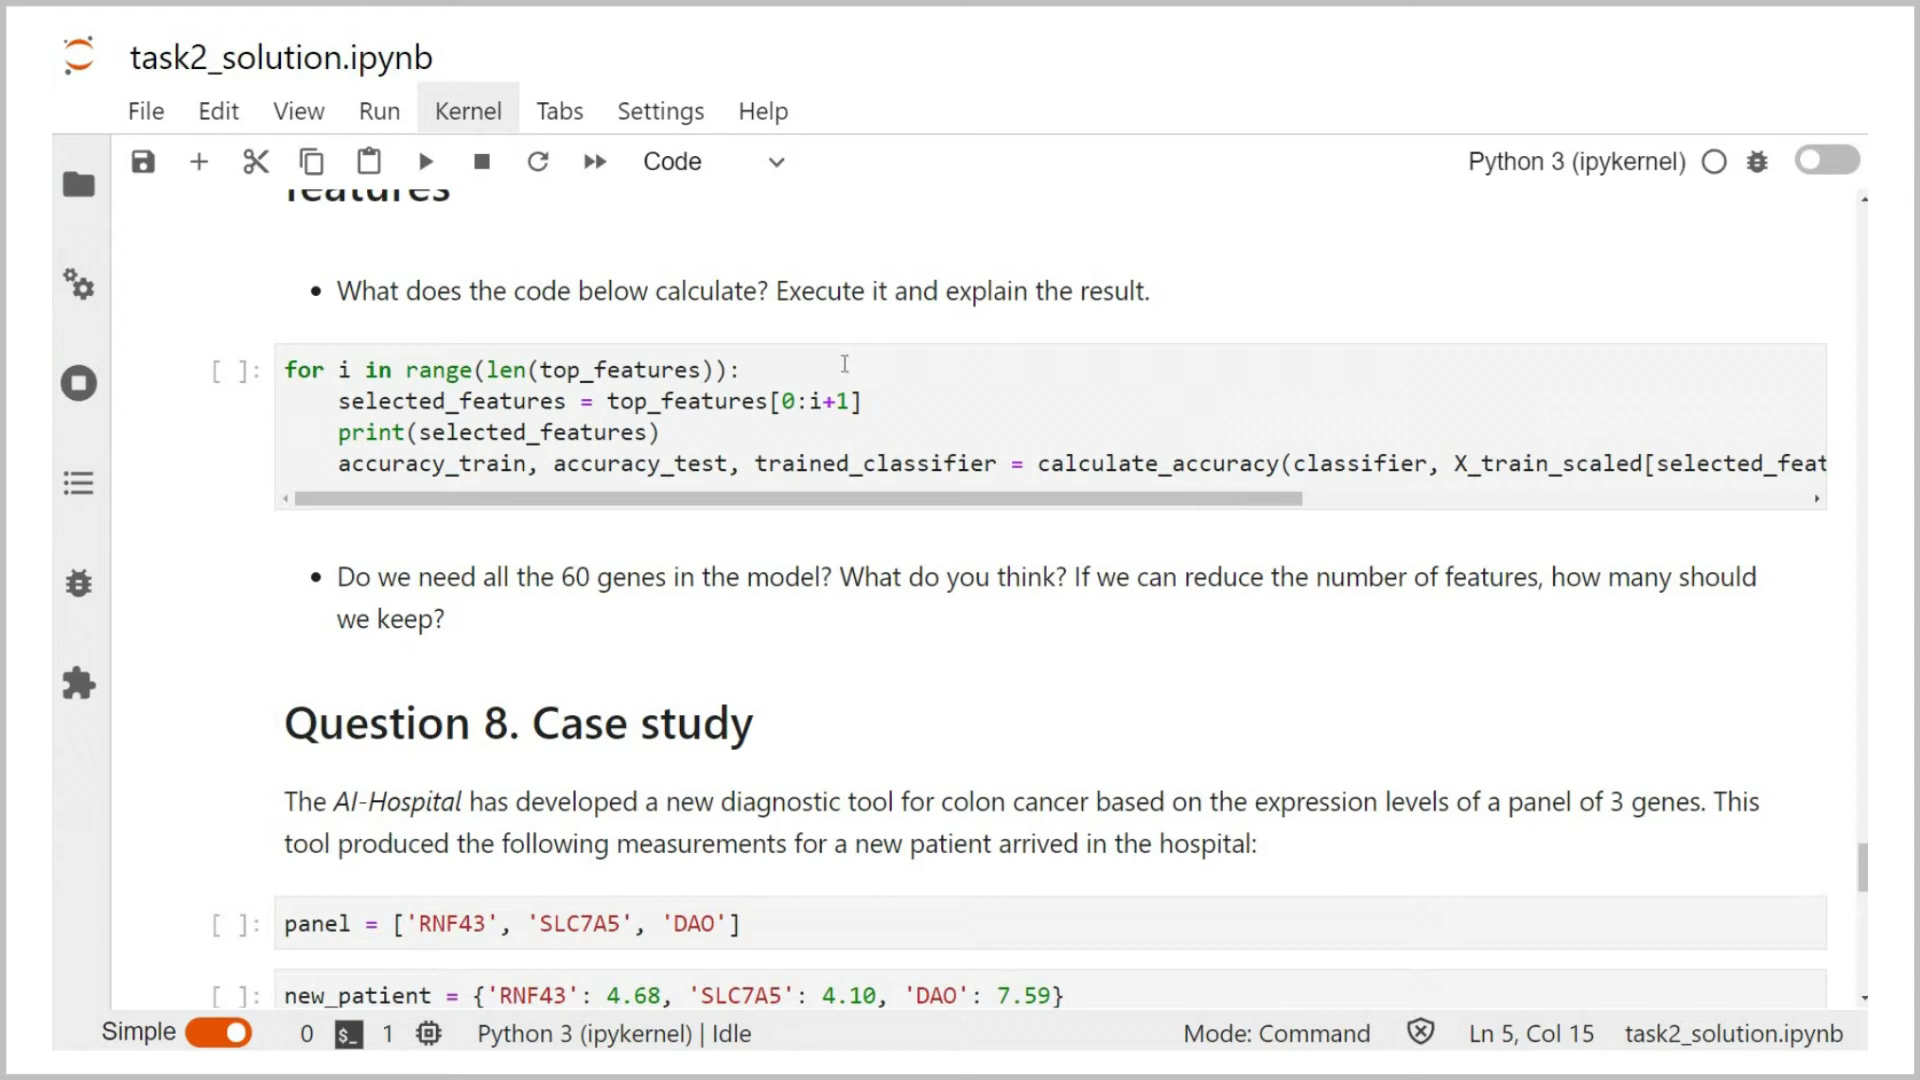 task2_solution.ipynb
File Edit View Run Kernel Tabs Settings Help
Code
Python 3 (ipykernel)
features
• What does the code below calculate? Execute it and explain the result.
[ ]: for i in range(len(top_features)):
selected_features = top_features[0:i+1]
print(selected_features)
accuracy_train, accuracy_test, trained_classifier = calculate_accuracy(classifier, X_train_scaled[selected_feat
• Do we need all the 60 genes in the model? What do you think? If we can reduce the number of features, how many should
we keep?
Question 8. Case study
The AI-Hospital has developed a new diagnostic tool for colon cancer based on the expression levels of a panel of 3 genes. This
tool produced the following measurements for a new patient arrived in the hospital:
[ ]: panel = ['RNF43', 'SLC7A5', 'DAO']
[ ]: new_patient = {'RNF43': 4.68, 'SLC7A5': 4.10, 'DAO': 7.59}
Simple 0 $_ 1 Python 3 (ipykernel) | Idle Mode: Command Ln 5, Col 15 task2_solution.ipynb